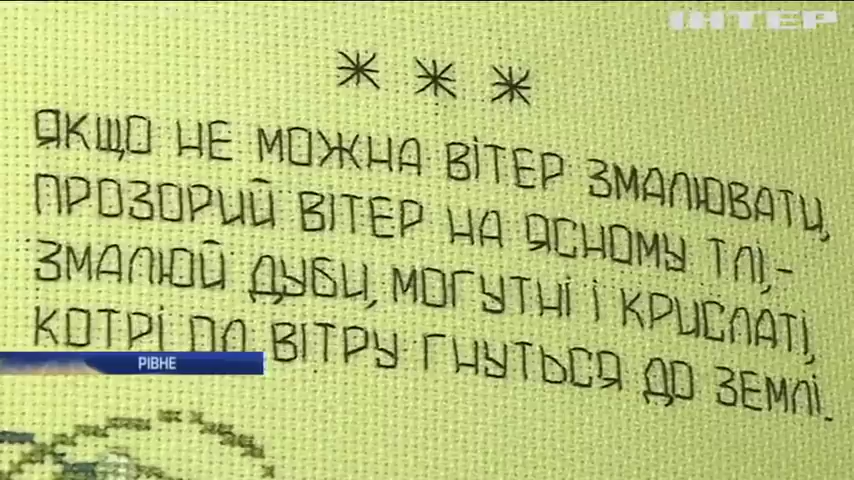 ІНТЕР
* * *
ЯКЩО НЕ МОЖНА ВІТЕР ЗМАЛЮВАТИ,
ПРОЗОРИЙ ВІТЕР НА ЯСНОМУ ТЛІ,-
ЗМАЛЮЙ ДУБИ, МОГУТНІ І КРИСЛАТІ,
КОТРІ ОД ВІТРУ ГНУТЬСЯ ДО ЗЕМЛІ.
РІВНЕ